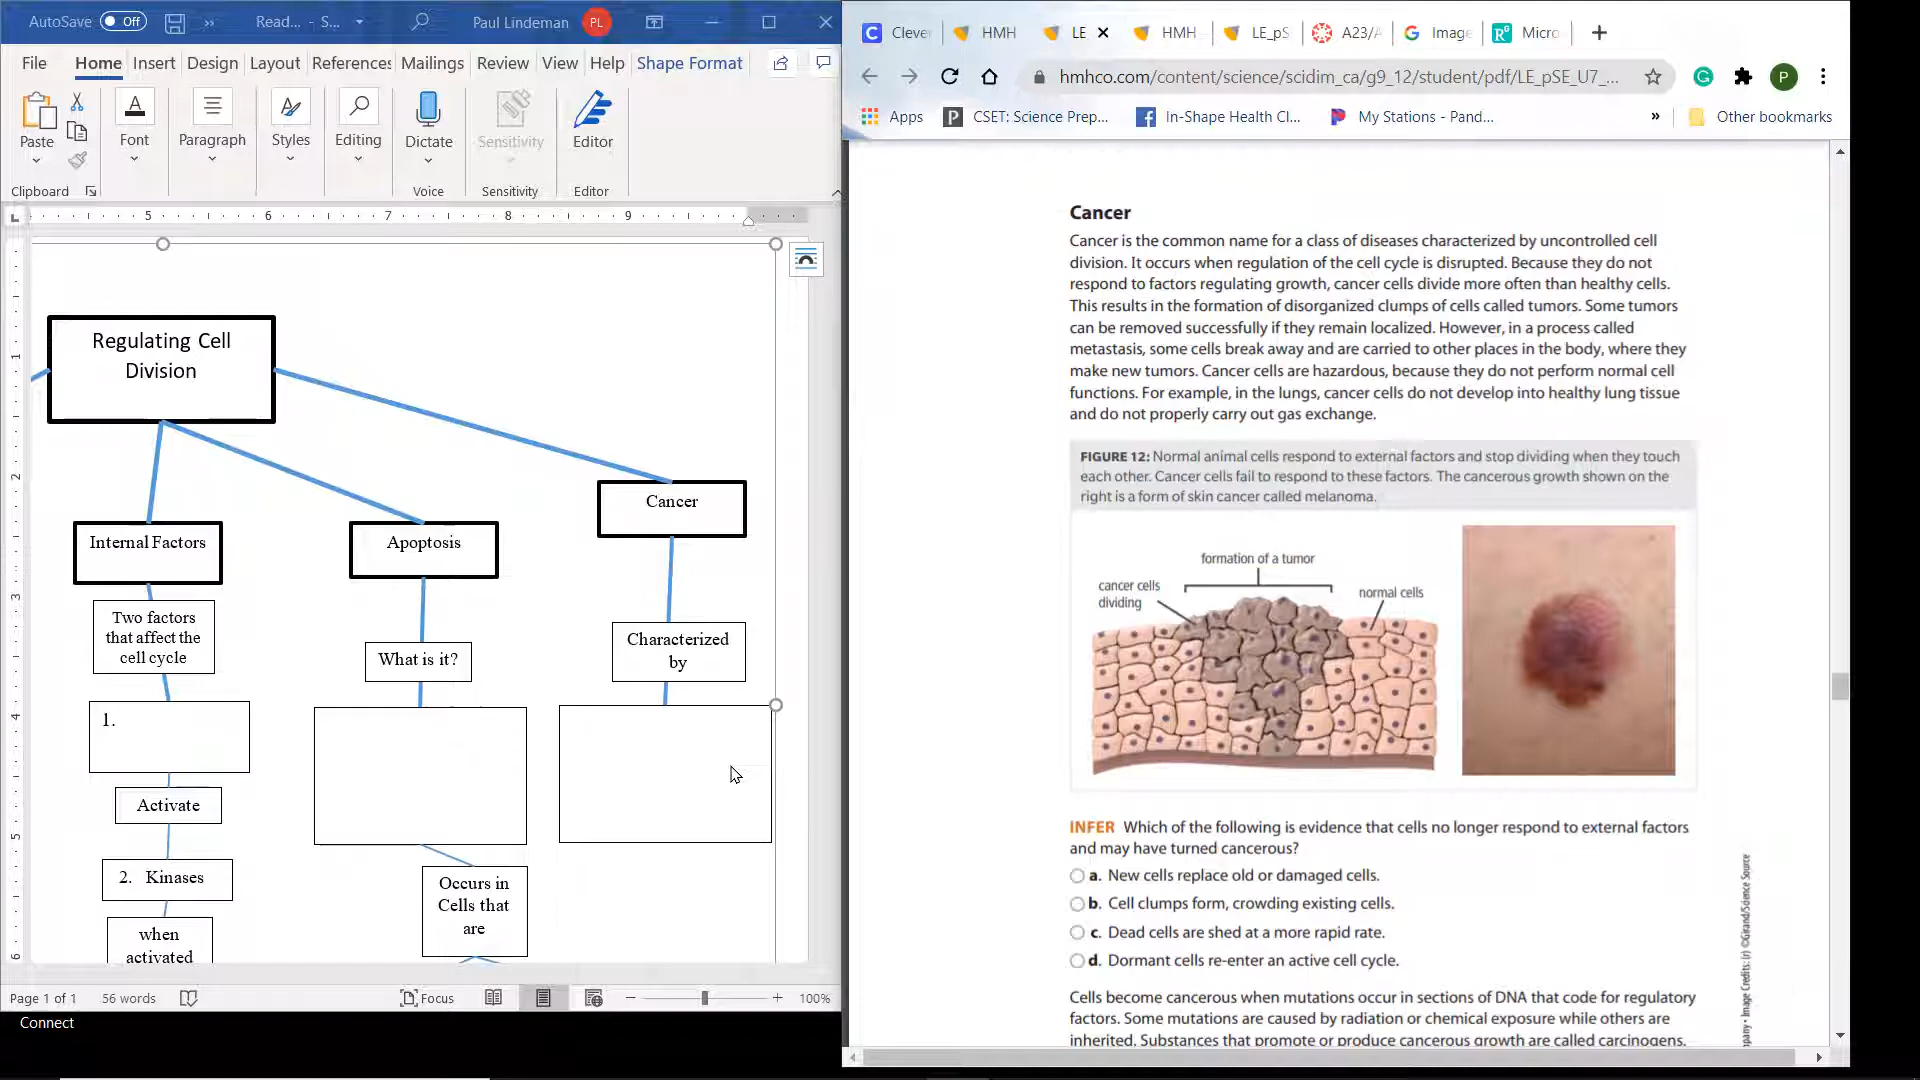 AutoSave Off » Read... - S... Paul Lindeman PL
File Home Insert Design Layout References Mailings Review View Help Shape Format
Paste Font Paragraph Styles Editing Dictate Sensitivity Editor
Clipboard Voice Sensitivity Editor
5 6 7 8 9
1
2
3
4
5
6
Regulating Cell
Division
Internal Factors
Two factors
that affect the
cell cycle
1.
Activate
2. Kinases
when
activated
Apoptosis
What is it?
Occurs in
Cells that
are
Cancer
Characterized
by
Page 1 of 1 56 words Focus 100%
Connect
Clever HMH LE HMH LE_pS A23/A Image Micro
hmhco.com/content/science/scidim_ca/g9_12/student/pdf/LE_pSE_U7_... P
Apps CSET: Science Prep... In-Shape Health Cl... My Stations - Pand... » Other bookmarks
Cancer
Cancer is the common name for a class of diseases characterized by uncontrolled cell
division. It occurs when regulation of the cell cycle is disrupted. Because they do not
respond to factors regulating growth, cancer cells divide more often than healthy cells.
This results in the formation of disorganized clumps of cells called tumors. Some tumors
can be removed successfully if they remain localized. However, in a process called
metastasis, some cells break away and are carried to other places in the body, where they
make new tumors. Cancer cells are hazardous, because they do not perform normal cell
functions. For example, in the lungs, cancer cells do not develop into healthy lung tissue
and do not properly carry out gas exchange.
FIGURE 12: Normal animal cells respond to external factors and stop dividing when they touch
each other. Cancer cells fail to respond to these factors. The cancerous growth shown on the
right is a form of skin cancer called melanoma.
formation of a tumor
cancer cells
dividing
normal cells
INFER Which of the following is evidence that cells no longer respond to external factors
and may have turned cancerous?
a. New cells replace old or damaged cells.
b. Cell clumps form, crowding existing cells.
c. Dead cells are shed at a more rapid rate.
d. Dormant cells re-enter an active cell cycle.
Cells become cancerous when mutations occur in sections of DNA that code for regulatory
factors. Some mutations are caused by radiation or chemical exposure while others are
inherited. Substances that promote or produce cancerous growth are called carcinogens.
pany • Image Credits: (r) ©Girand/Science Source